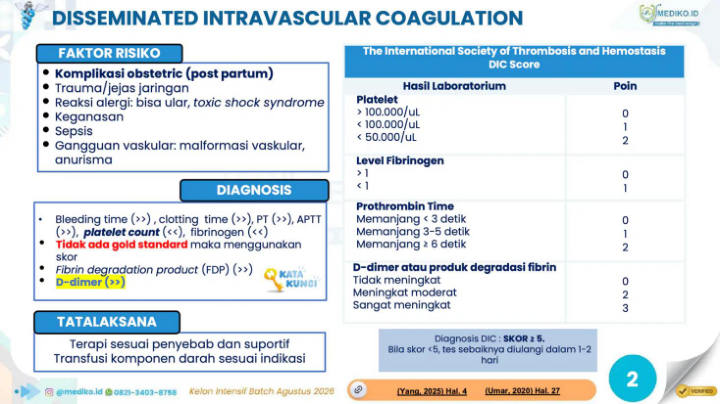 DISSEMINATED INTRAVASCULAR COAGULATION
MEDIKO.ID
FAKTOR RISIKO
• Komplikasi obstetric (post partum)
• Trauma/jejas jaringan
• Reaksi alergi: bisa ular, toxic shock syndrome
• Keganasan
• Sepsis
• Gangguan vaskular: malformasi vaskular,
anurisma
DIAGNOSIS
• Bleeding time (>>) , clotting time (>>), PT (>>), APTT
(>>), platelet count (<<), fibrinogen (<<)
• Tidak ada gold standard maka menggunakan
skor
• Fibrin degradation product (FDP) (>>)
• D-dimer (>>)
KATA
KUNCI
TATALAKSANA
Terapi sesuai penyebab dan suportif
Transfusi komponen darah sesuai indikasi
The International Society of Thrombosis and Hemostasis
DIC Score
Hasil Laboratorium Poin
Platelet
> 100.000/uL 0
< 100.000/uL 1
< 50.000/uL 2
Level Fibrinogen
> 1 0
< 1 1
Prothrombin Time
Memanjang < 3 detik 0
Memanjang 3-5 detik 1
Memanjang ≥ 6 detik 2
D-dimer atau produk degradasi fibrin
Tidak meningkat 0
Meningkat moderat 2
Sangat meningkat 3
Diagnosis DIC : SKOR ≥ 5.
Bila skor <5, tes sebaiknya diulangi dalam 1-2
hari
2
@mediko.id 0821-3403-8758 Kelan Intensif Batch Agustus 2026
(Yang, 2025) Hal. 4 (Umar, 2020) Hal. 27
VERIFIED